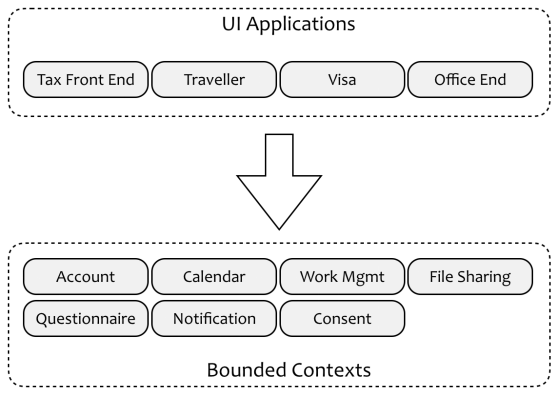 UI Applications
Tax Front End Traveller Visa Office End
Account Calendar Work Mgmt File Sharing
Questionnaire Notification Consent
Bounded Contexts